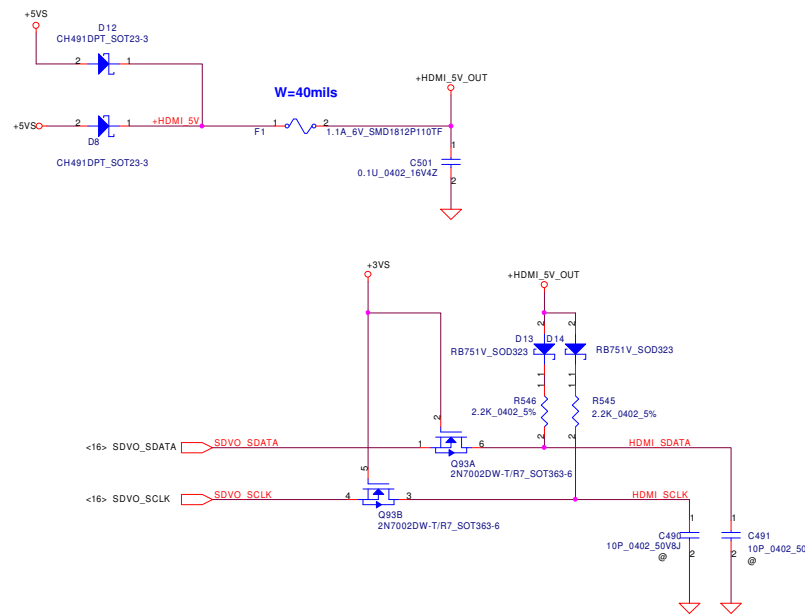 +5VS
D12
CH491DPT_SOT23-3
2
1
+5VS
2
1
+HDMI_5V
D8
CH491DPT_SOT23-3
W=40mils
1
2
F1
1.1A_6V_SMD1812P110TF
+HDMI_5V_OUT
1
C501
0.1U_0402_16V4Z
2
+3VS
+HDMI_5V_OUT
2
2
D13
D14
RB751V_SOD323
RB751V_SOD323
1
1
1
1
R546
R545
2.2K_0402_5%
2.2K_0402_5%
2
2
2
<16> SDVO_SDATA
SDVO_SDATA
1
6
HDMI_SDATA
Q93A
2N7002DW-T/R7_SOT363-6
5
<16> SDVO_SCLK
SDVO_SCLK
4
3
HDMI_SCLK
Q93B
2N7002DW-T/R7_SOT363-6
1
1
C490
C491
10P_0402_50V8J
10P_0402_50
2
2
@
@